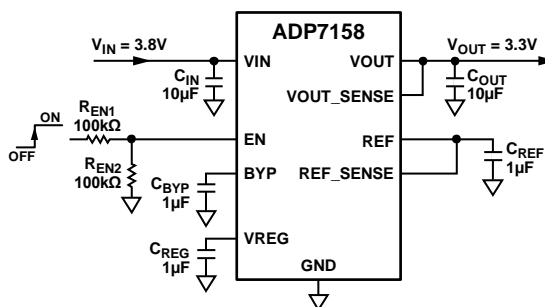 ADP7158
V_IN = 3.8V
VIN
VOUT
V_OUT = 3.3V
C_IN
10µF
C_OUT
10µF
VOUT_SENSE
ON
OFF
R_EN1
100kΩ
EN
REF
C_REF
1µF
R_EN2
100kΩ
BYP
REF_SENSE
C_BYP
1µF
VREG
C_REG
1µF
GND